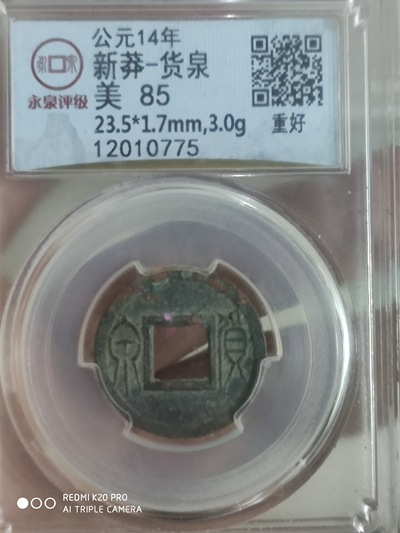 公元14年
新莽-货泉
美 85
23.5*1.7mm,3.0g
12010775
永泉评级
重好
泉 貨
REDMI K20 PRO
AI TRIPLE CAMERA